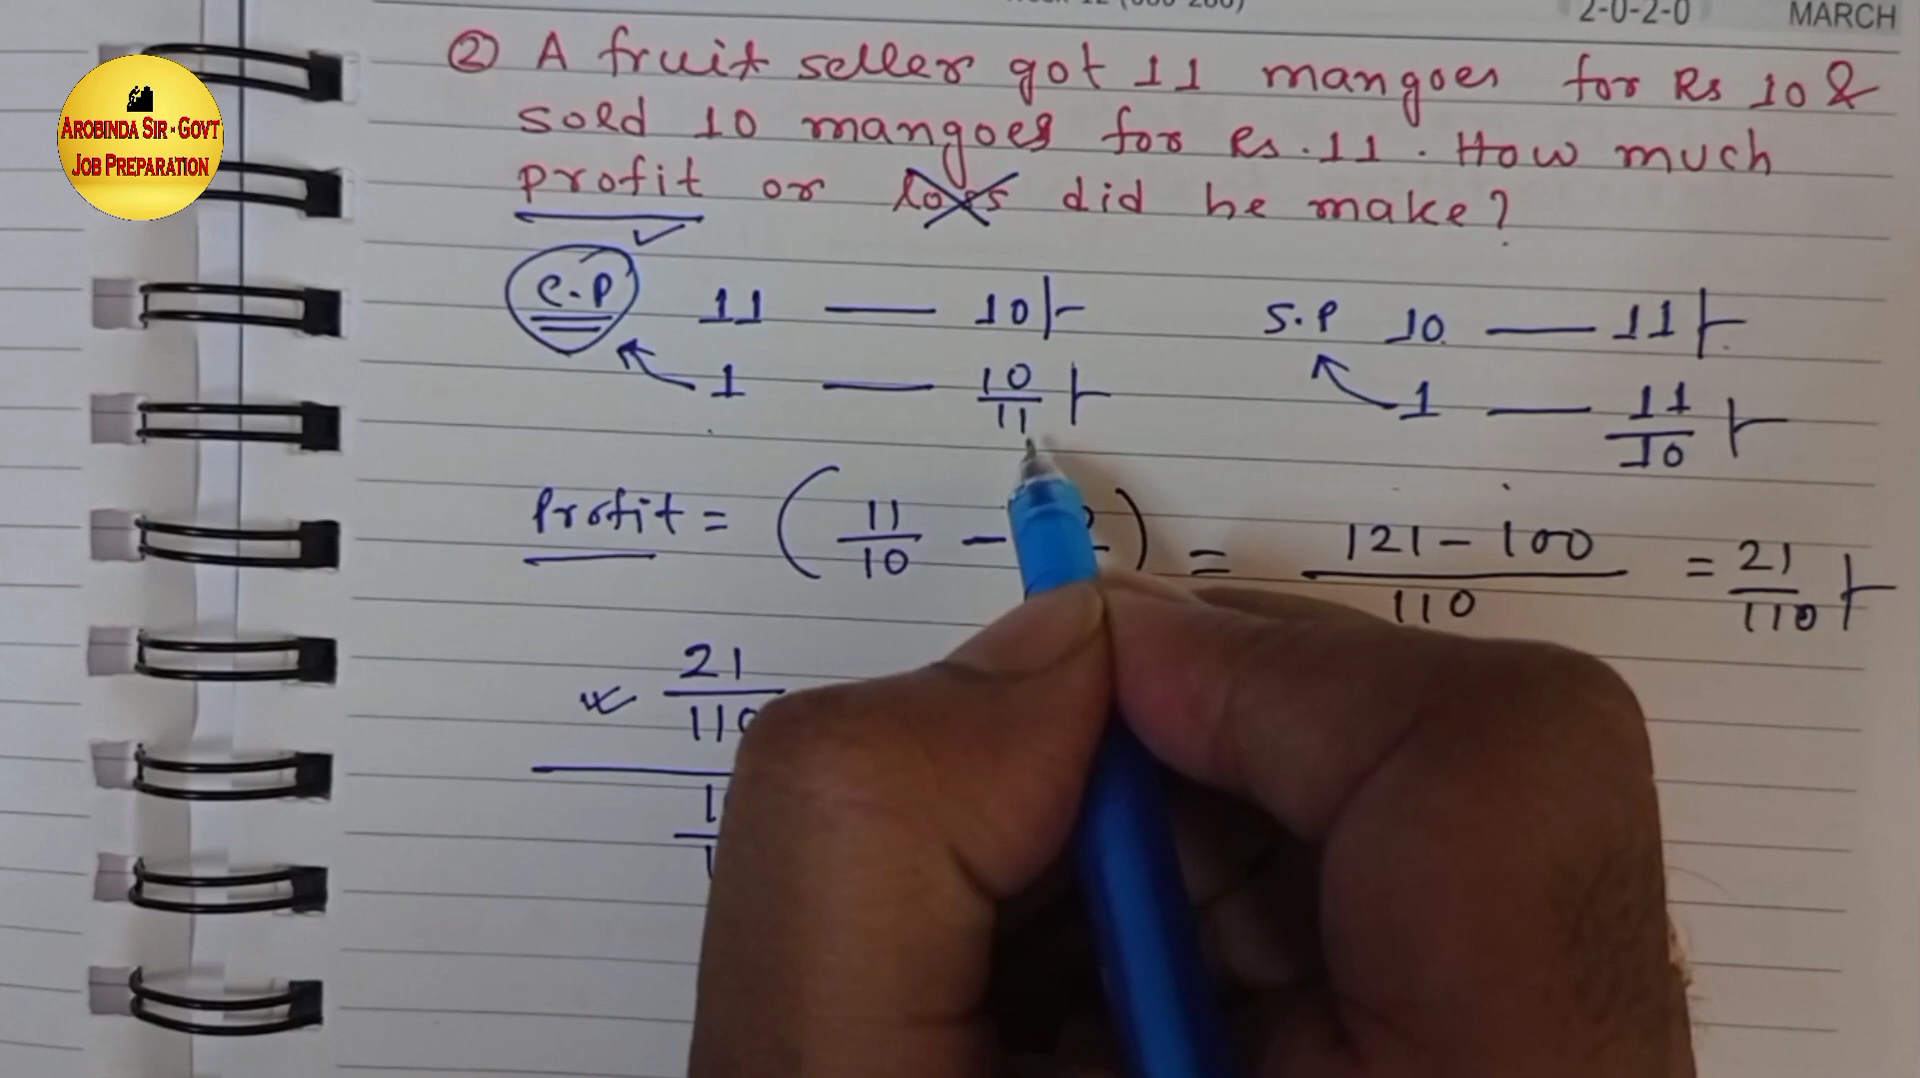 2-0-2-0 MARCH
AROBINDA SIR - GOVT
JOB PREPARATION
② A fruit seller got 11 mangoes for Rs 10 &
sold 10 mangoes for Rs. 11. How much
profit or loss did he make?
C.P 11 — 10/-
S.P 10 — 11/-
1 — 10/11 /-
1 — 11/10 /-
Profit = ( 11/10 - ) = 121 - 100 / 110 = 21/110 /-
21